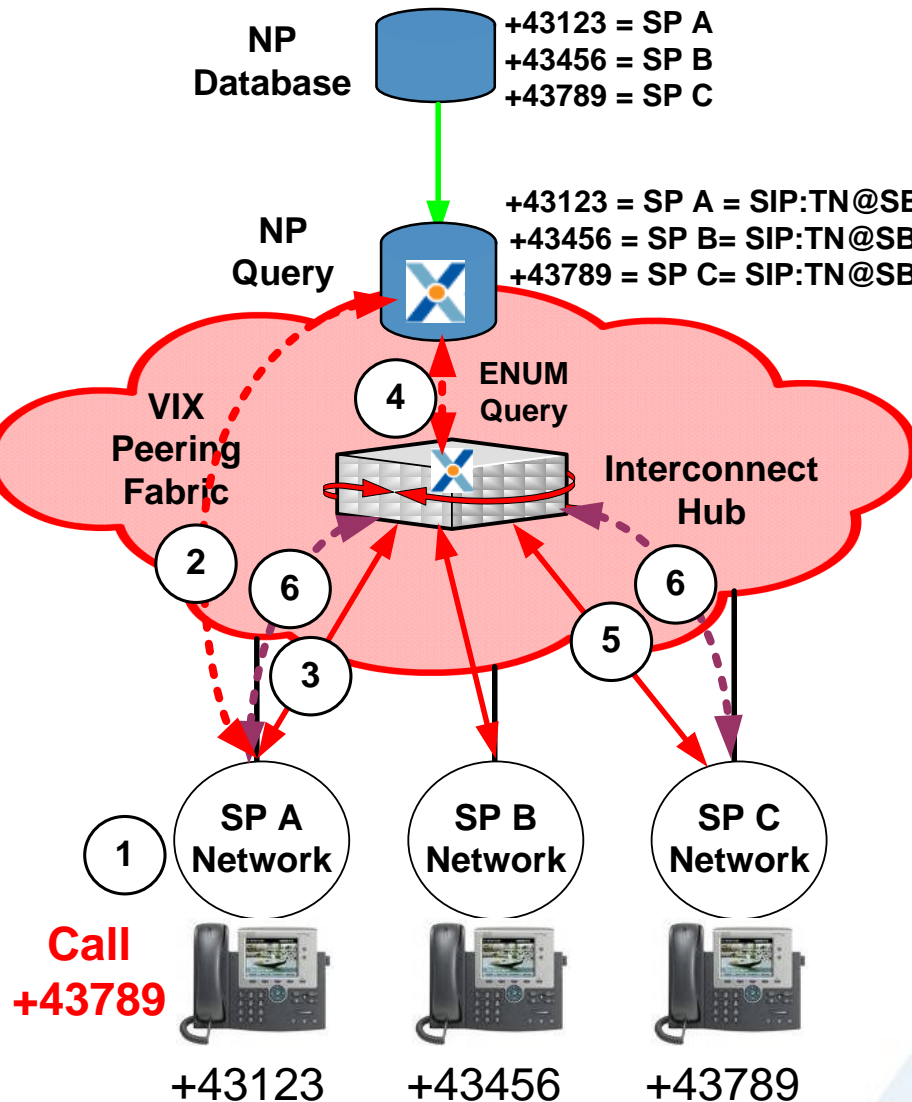 NP
Database
+43123 = SP A
+43456 = SP B
+43789 = SP C
NP
Query
+43123 = SP A = SIP:TN@SB
+43456 = SP B= SIP:TN@SB
+43789 = SP C= SIP:TN@SB
4
ENUM
Query
VIX
Peering
Fabric
Interconnect
Hub
2
6
6
3
5
1
SP A
Network
SP B
Network
SP C
Network
Call
+43789
+43123
+43456
+43789